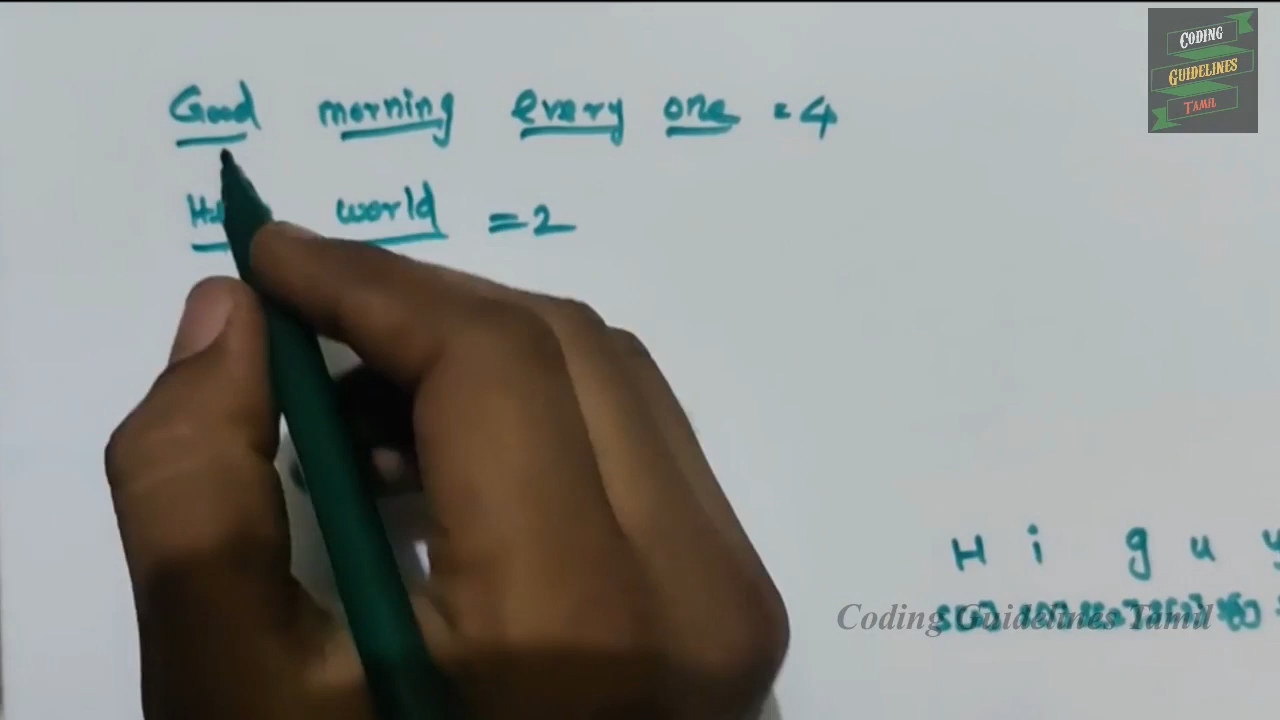 CODING
GUIDELINES
TAMIL
Good morning every one = 4
world = 2
H i g u
Coding Guidelines Tamil